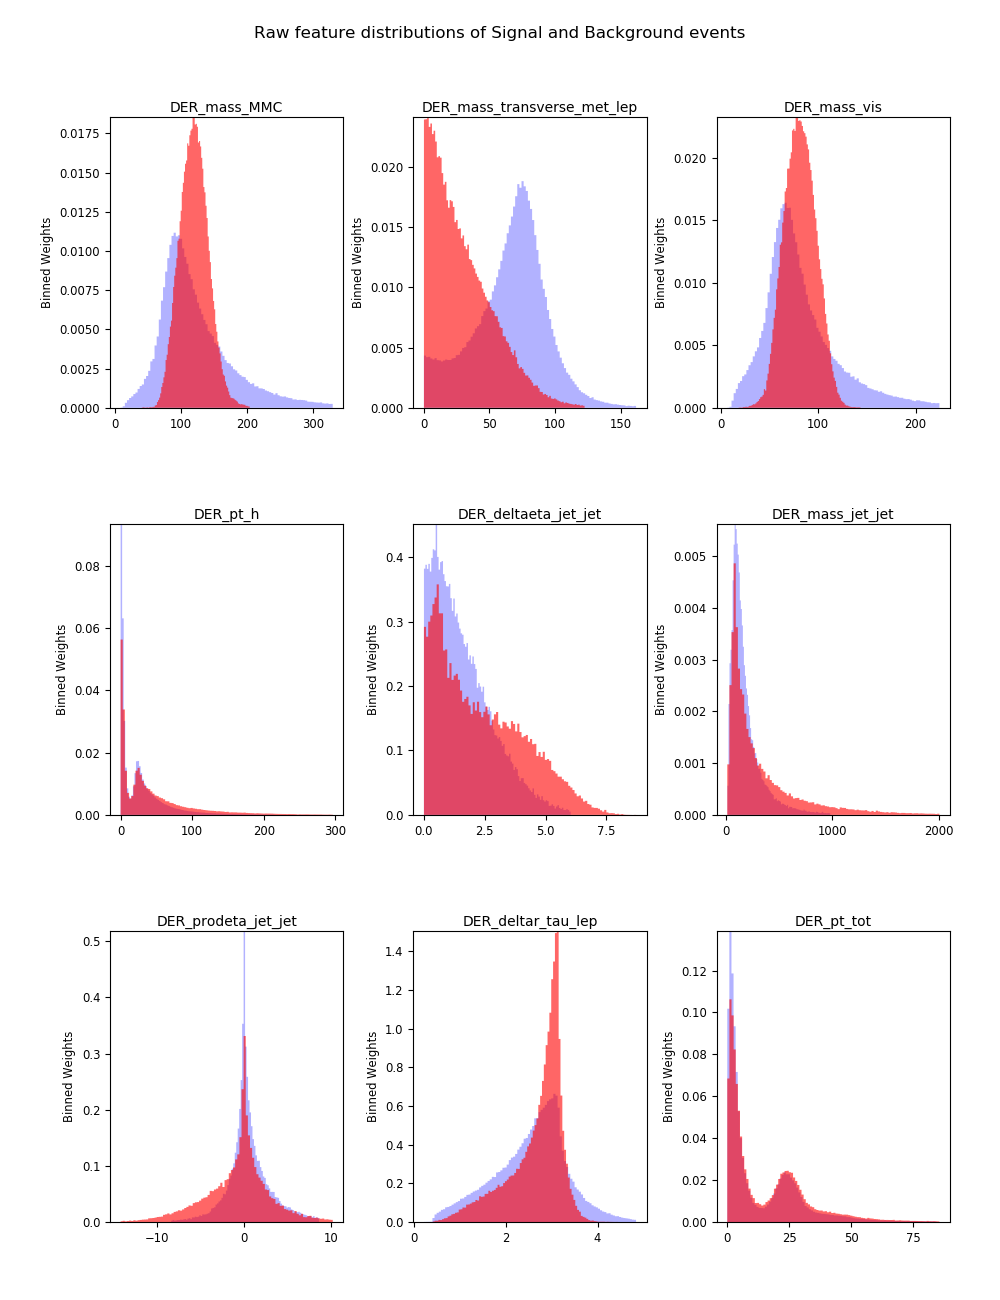 Raw feature distributions of Signal and Background events
DER_mass_MMC
DER_mass_transverse_met_lep
DER_mass_vis
Binned Weights
0.0175
0.0150
0.0125
0.0100
0.0075
0.0050
0.0025
0.0000
0 100 200 300
Binned Weights
0.020
0.015
0.010
0.005
0.000
0 50 100 150
Binned Weights
0.020
0.015
0.010
0.005
0.000
0 100 200
DER_pt_h
DER_deltaeta_jet_jet
DER_mass_jet_jet
Binned Weights
0.08
0.06
0.04
0.02
0.00
0 100 200 300
Binned Weights
0.4
0.3
0.2
0.1
0.0
0.0 2.5 5.0 7.5
Binned Weights
0.005
0.004
0.003
0.002
0.001
0.000
0 1000 2000
DER_prodeta_jet_jet
DER_deltar_tau_lep
DER_pt_tot
Binned Weights
0.5
0.4
0.3
0.2
0.1
0.0
−10 0 10
Binned Weights
1.4
1.2
1.0
0.8
0.6
0.4
0.2
0.0
0 2 4
Binned Weights
0.12
0.10
0.08
0.06
0.04
0.02
0.00
0 25 50 75